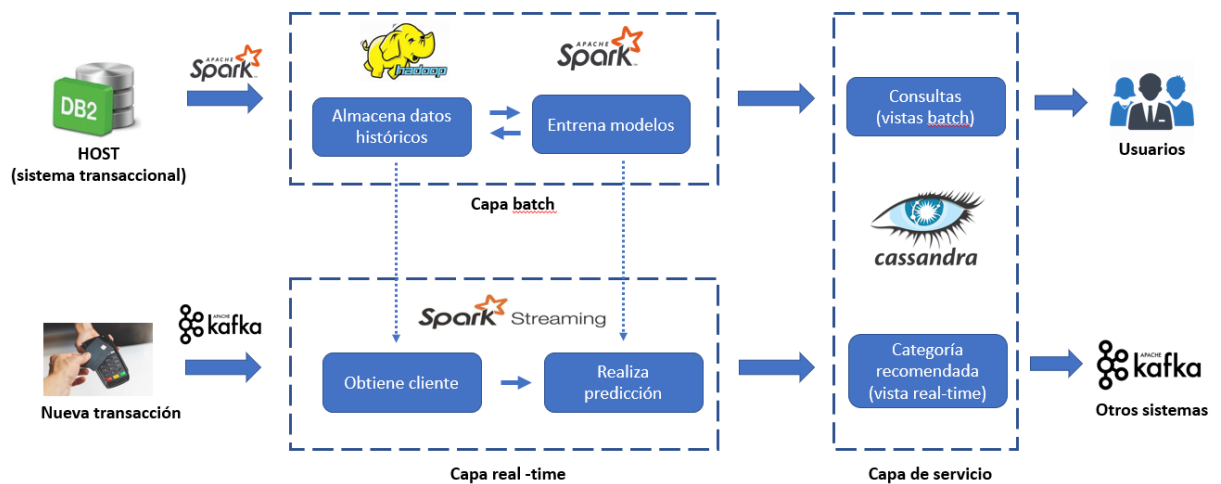 APACHE
Spark
DB2
HOST
(sistema transaccional)
hadoop
APACHE
Spark
Almacena datos
históricos
Entrena modelos
Capa batch
Consultas
(vistas batch)
Usuarios
cassandra
APACHE
kafka
Nueva transacción
Spark Streaming
Obtiene cliente
Realiza
predicción
Capa real -time
Categoría
recomendada
(vista real-time)
Capa de servicio
APACHE
kafka
Otros sistemas